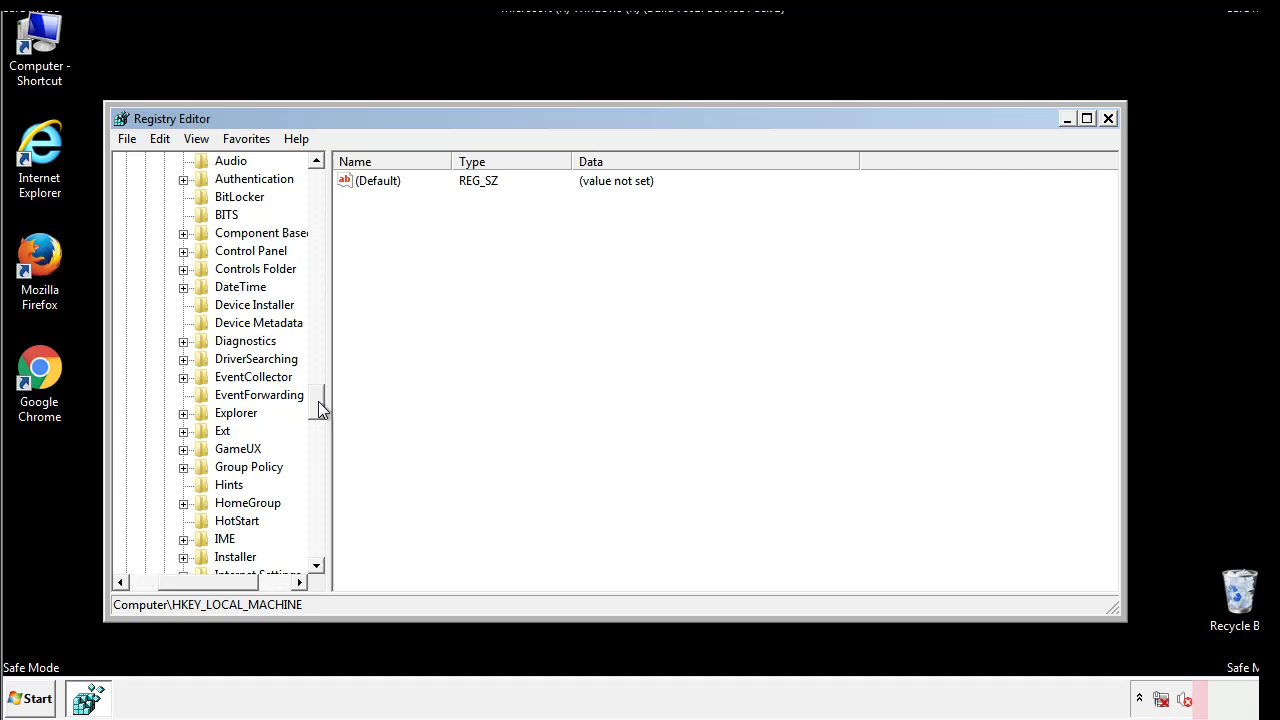 Computer -
Shortcut
Internet
Explorer
Mozilla
Firefox
Google
Chrome
Registry Editor
File Edit View Favorites Help
Audio
Authentication
BitLocker
BITS
Component Base
Control Panel
Controls Folder
DateTime
Device Installer
Device Metadata
Diagnostics
DriverSearching
EventCollector
EventForwarding
Explorer
Ext
GameUX
Group Policy
Hints
HomeGroup
HotStart
IME
Installer
Internet Settings
Name Type Data
ab (Default) REG_SZ (value not set)
Computer\HKEY_LOCAL_MACHINE
Recycle B
Safe Mode
Safe M
Start